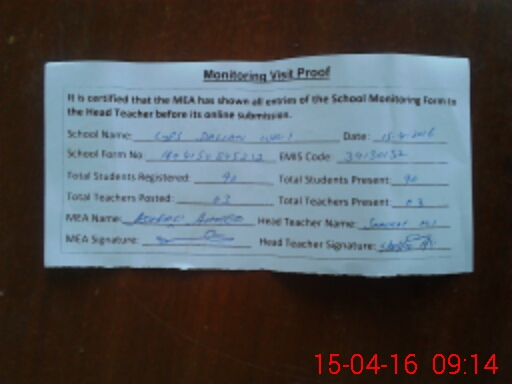 Monitoring Visit Proof
It is certified that the MEA has shown all entries of the School Monitoring Form to
the Head Teacher before its online submission.
School Name: GPS Date: 15-4-2016
School Form No: EMIS Code:
Total Students Registered: 90 Total Students Present: 90
Total Teachers Posted: 03 Total Teachers Present: 03
MEA Name: Head Teacher Name:
MEA Signature: Head Teacher Signature:
15-04-16 09:14